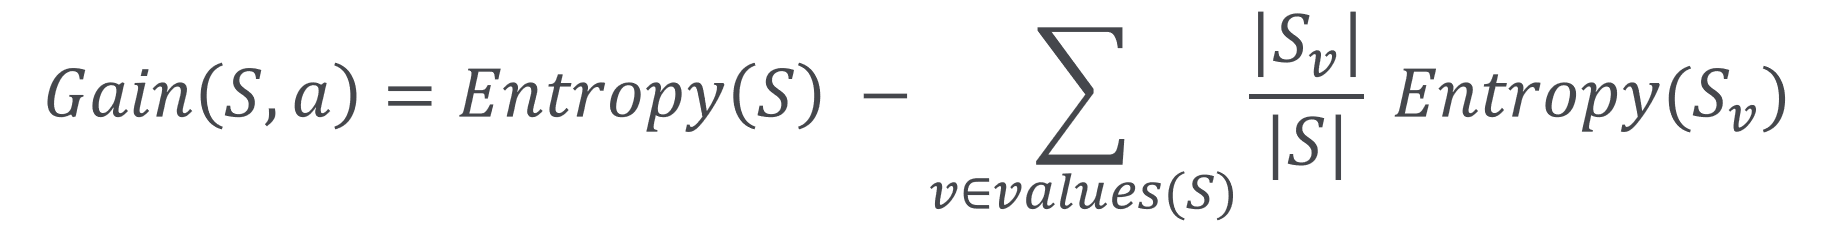 Gain(S, a) = Entropy(S) − ∑_{v∈values(S)} |S_v| / |S| Entropy(S_v)